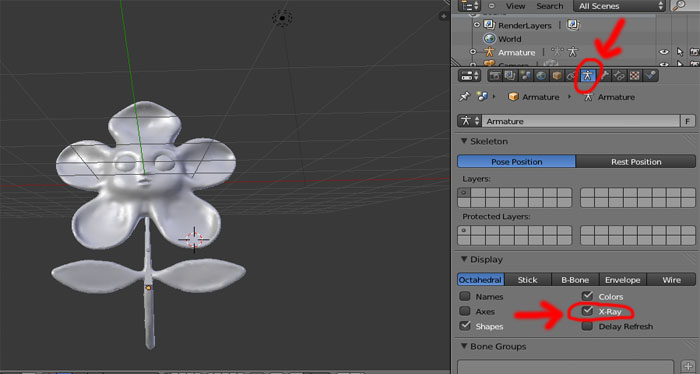 View Search All Scenes
RenderLayers
World
Armature
Armature Armature
Armature F
Skeleton
Pose Position Rest Position
Layers:
Protected Layers:
Display
Octahedral Stick B-Bone Envelope Wire
Names Colors
Axes X-Ray
Shapes Delay Refresh
Bone Groups